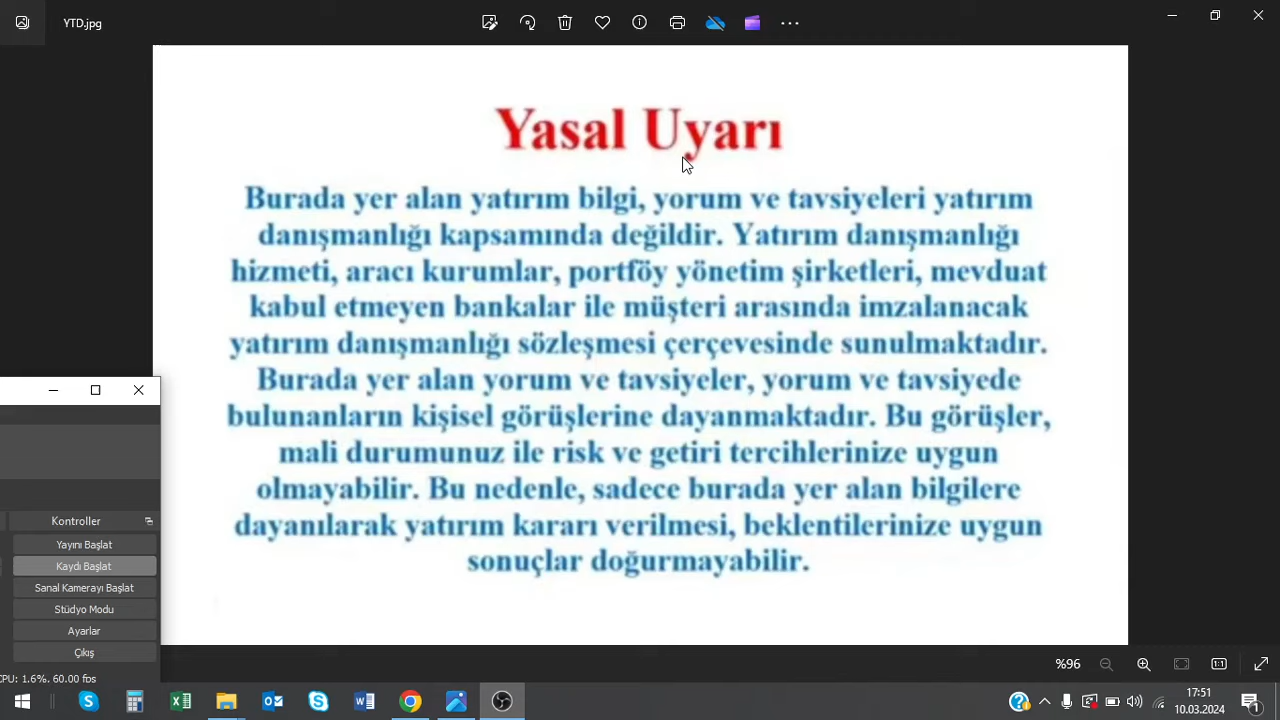 YTD.jpg
Yasal Uyarı
Burada yer alan yatırım bilgi, yorum ve tavsiyeleri yatırım
danışmanlığı kapsamında değildir. Yatırım danışmanlığı
hizmeti, aracı kurumlar, portföy yönetim şirketleri, mevduat
kabul etmeyen bankalar ile müşteri arasında imzalanacak
yatırım danışmanlığı sözleşmesi çerçevesinde sunulmaktadır.
Burada yer alan yorum ve tavsiyeler, yorum ve tavsiyede
bulunanların kişisel görüşlerine dayanmaktadır. Bu görüşler,
mali durumunuz ile risk ve getiri tercihlerinize uygun
olmayabilir. Bu nedenle, sadece burada yer alan bilgilere
dayanılarak yatırım kararı verilmesi, beklentilerinize uygun
sonuçlar doğurmayabilir.
Kontroller
Yayını Başlat
Kaydı Başlat
Sanal Kamerayı Başlat
Stüdyo Modu
Ayarlar
Çıkış
CPU: 1.6%, 60.00 fps
%96
1:1
17:51
10.03.2024
1